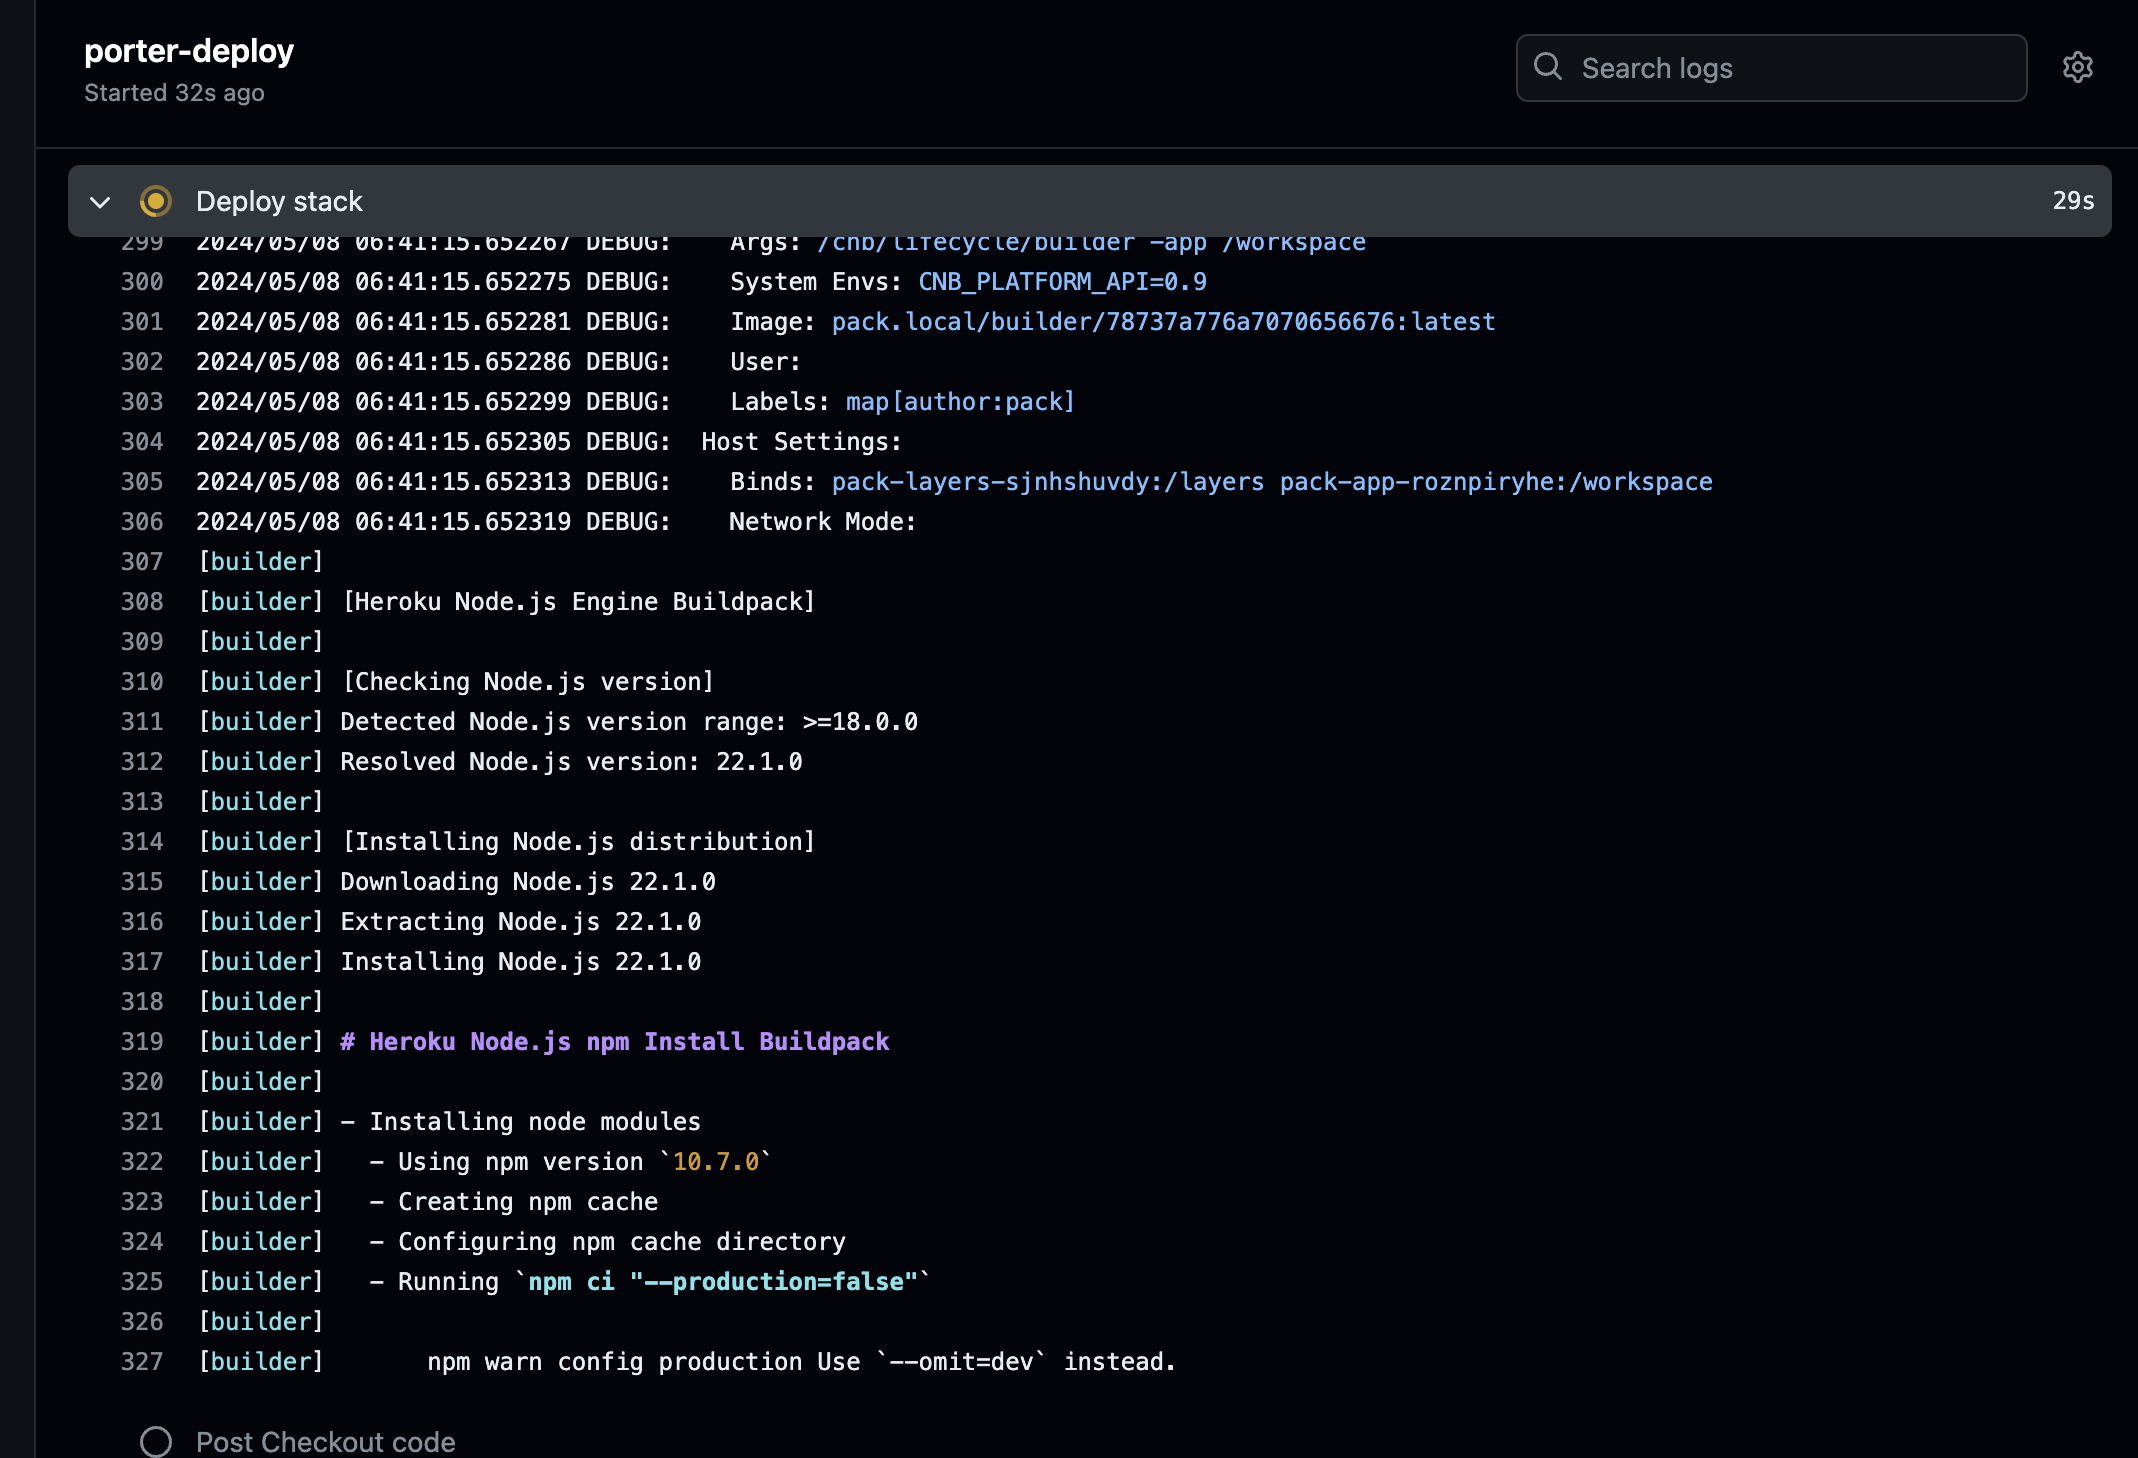 porter-deploy
Started 32s ago
Search logs
Deploy stack
29s
299 2024/05/08 06:41:15.652267 DEBUG:    Args: /cnb/lifecycle/builder -app /workspace
300 2024/05/08 06:41:15.652275 DEBUG:    System Envs: CNB_PLATFORM_API=0.9
301 2024/05/08 06:41:15.652281 DEBUG:    Image: pack.local/builder/78737a776a7070656676:latest
302 2024/05/08 06:41:15.652286 DEBUG:    User:
303 2024/05/08 06:41:15.652299 DEBUG:    Labels: map[author:pack]
304 2024/05/08 06:41:15.652305 DEBUG:  Host Settings:
305 2024/05/08 06:41:15.652313 DEBUG:    Binds: pack-layers-sjnhshuvdy:/layers pack-app-roznpiryhe:/workspace
306 2024/05/08 06:41:15.652319 DEBUG:    Network Mode:
307 [builder]
308 [builder] [Heroku Node.js Engine Buildpack]
309 [builder]
310 [builder] [Checking Node.js version]
311 [builder] Detected Node.js version range: >=18.0.0
312 [builder] Resolved Node.js version: 22.1.0
313 [builder]
314 [builder] [Installing Node.js distribution]
315 [builder] Downloading Node.js 22.1.0
316 [builder] Extracting Node.js 22.1.0
317 [builder] Installing Node.js 22.1.0
318 [builder]
319 [builder] # Heroku Node.js npm Install Buildpack
320 [builder]
321 [builder] - Installing node modules
322 [builder]   - Using npm version `10.7.0`
323 [builder]   - Creating npm cache
324 [builder]   - Configuring npm cache directory
325 [builder]   - Running `npm ci "--production=false"`
326 [builder]
327 [builder]       npm warn config production Use `--omit=dev` instead.
Post Checkout code